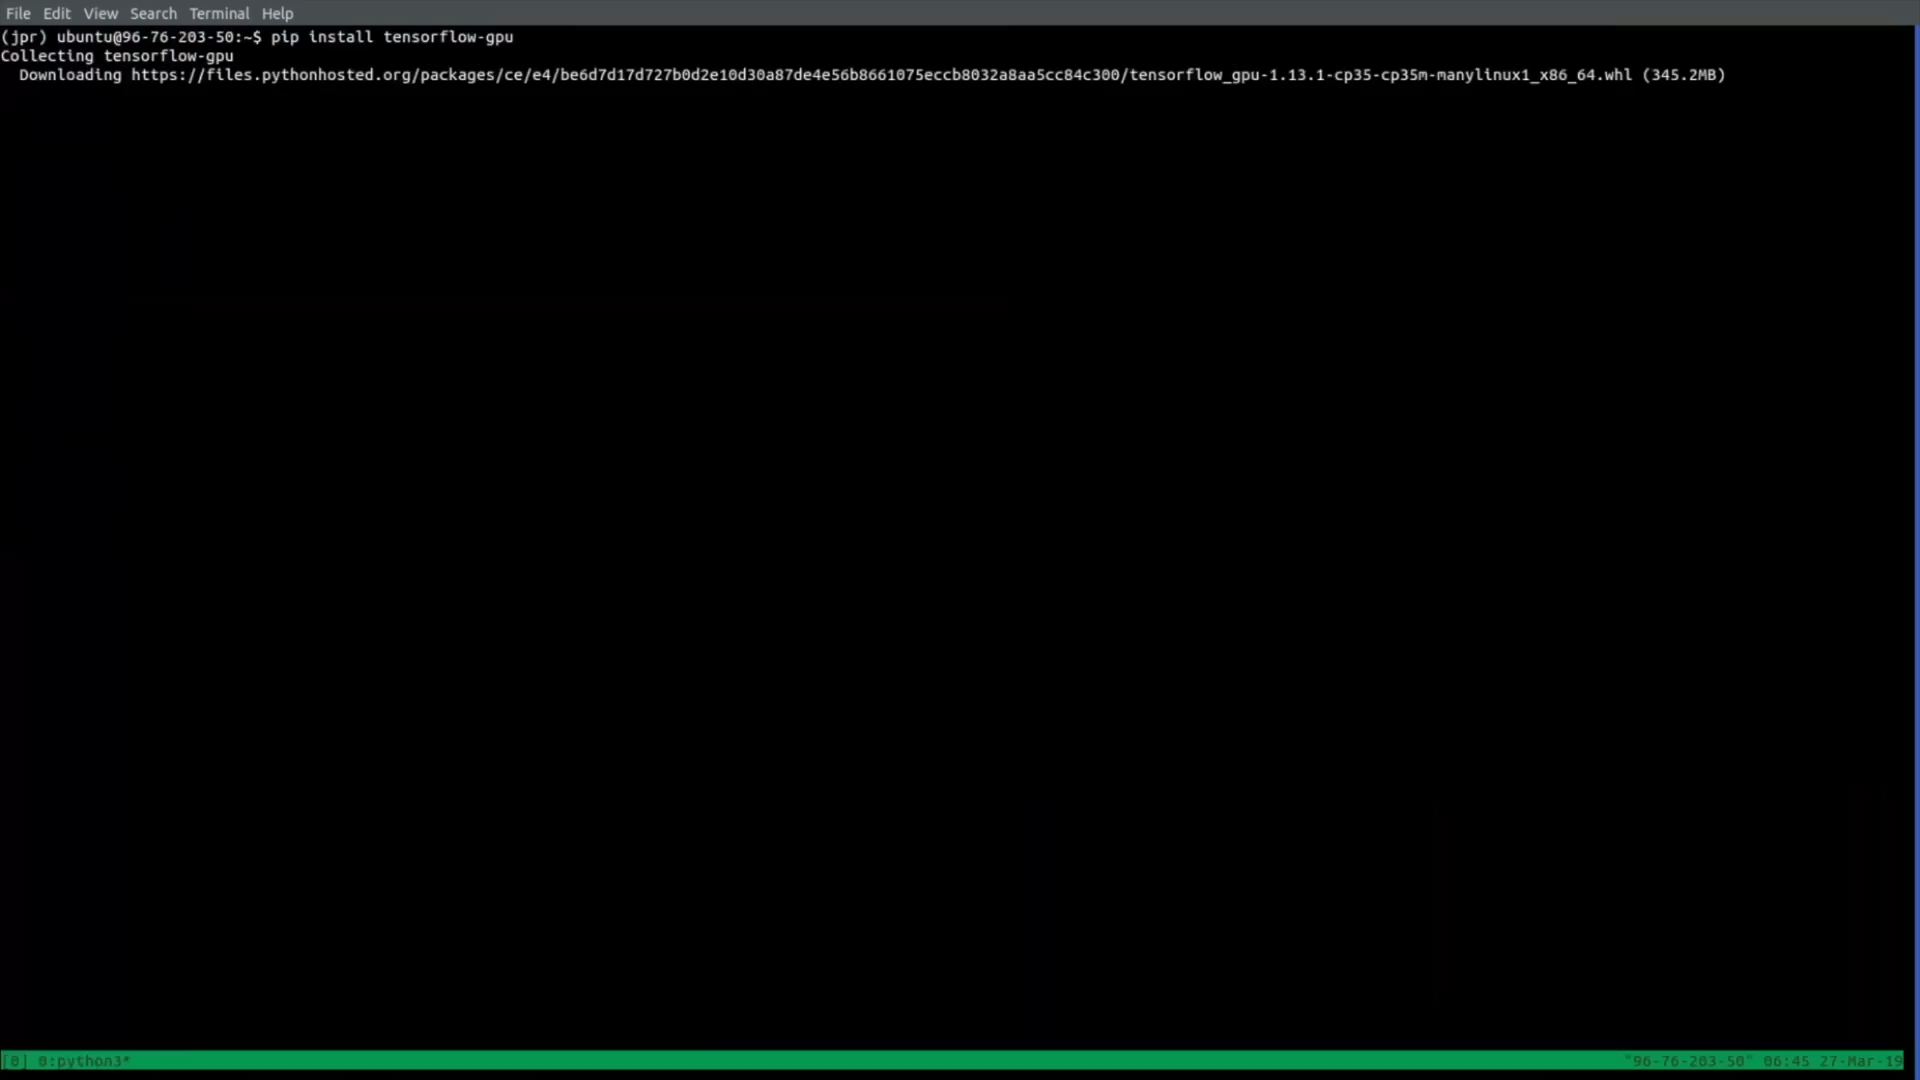 File Edit View Search Terminal Help
(jpr) ubuntu@96-76-203-50:~$ pip install tensorflow-gpu
Collecting tensorflow-gpu
  Downloading https://files.pythonhosted.org/packages/ce/e4/be6d7d17d727b0d2e10d30a87de4e56b8661075eccb8032a8aa5cc84c300/tensorflow_gpu-1.13.1-cp35-cp35m-manylinux1_x86_64.whl (345.2MB)
[0] 0:python3* "96-76-203-50" 06:45 27-Mar-19